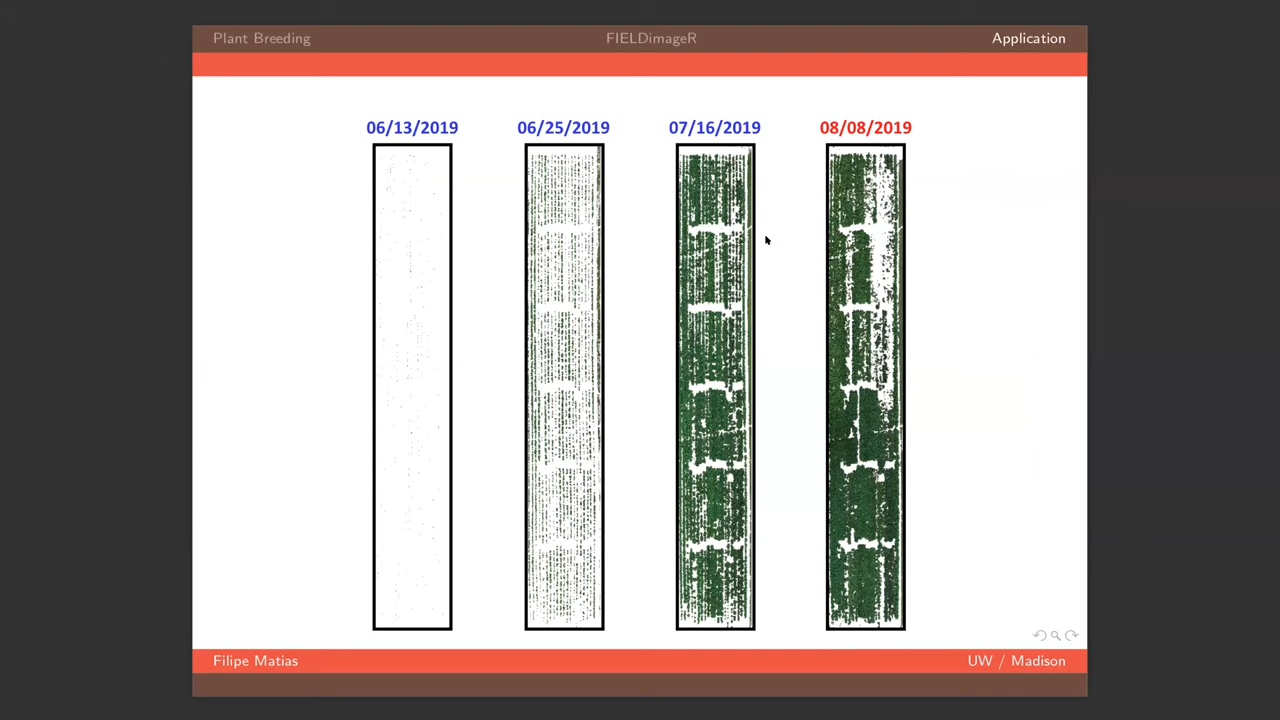 Plant Breeding FIELDimageR Application
06/13/2019 06/25/2019 07/16/2019 08/08/2019
Filipe Matias UW / Madison